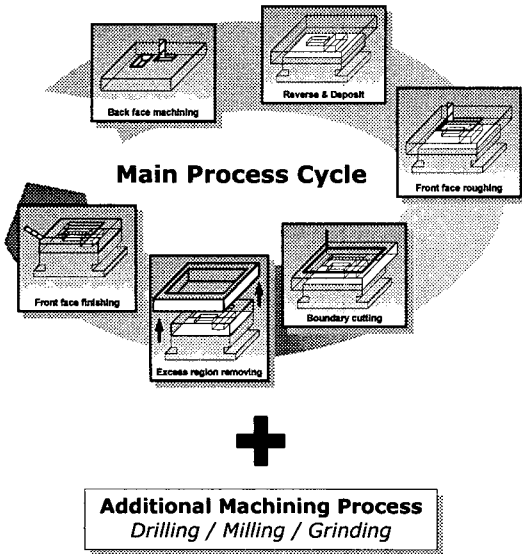 Back face machining
Reverse & Deposit
Front face roughing
Main Process Cycle
Front face finishing
Excess region removing
Boundary cutting
Additional Machining Process
Drilling / Milling / Grinding